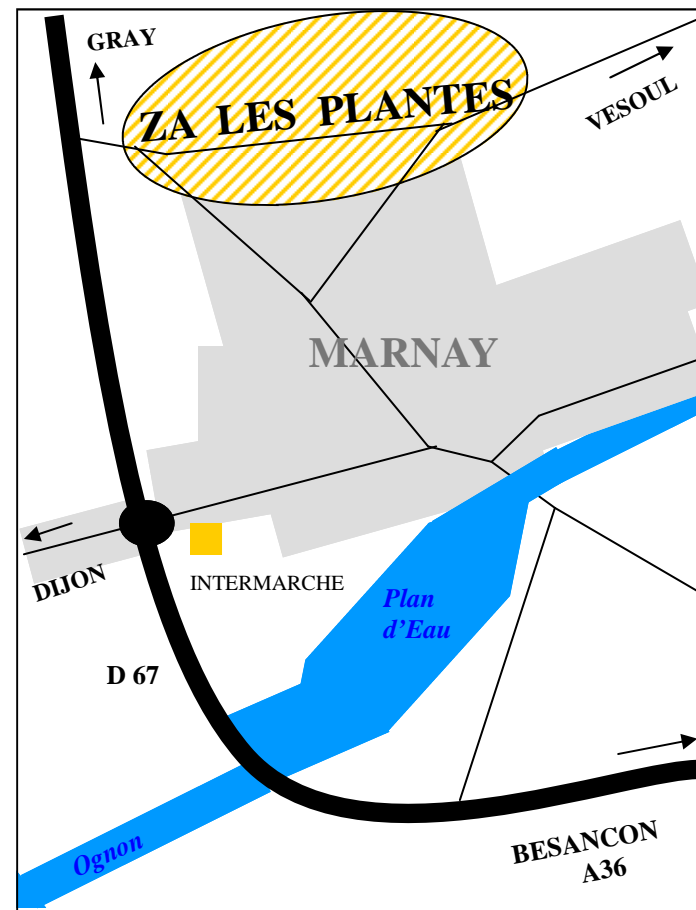 GRAY
ZA LES PLANTES
VESOUL
MARNAY
DIJON
INTERMARCHE
Plan
d'Eau
D 67
Ognon
BESANCON
A36